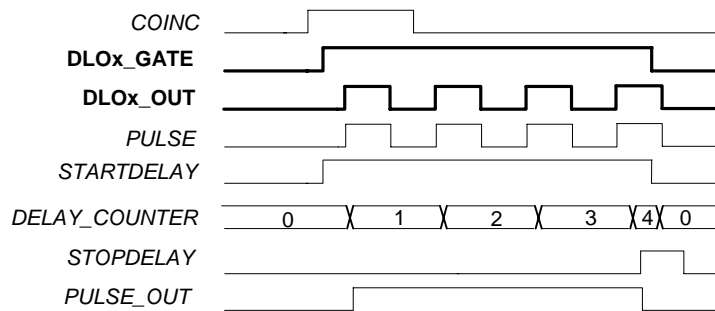 COINC
DLOx_GATE
DLOx_OUT
PULSE
STARTDELAY
DELAY_COUNTER 0 1 2 3 4 0
STOPDELAY
PULSE_OUT